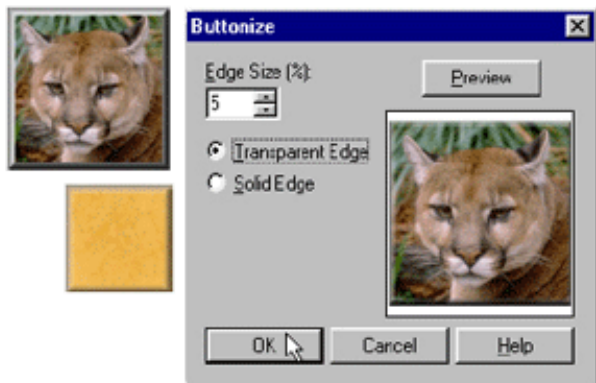 Buttonize
Edge Size (%):
Preview
5
Transparent Edge
Solid Edge
OK
Cancel
Help